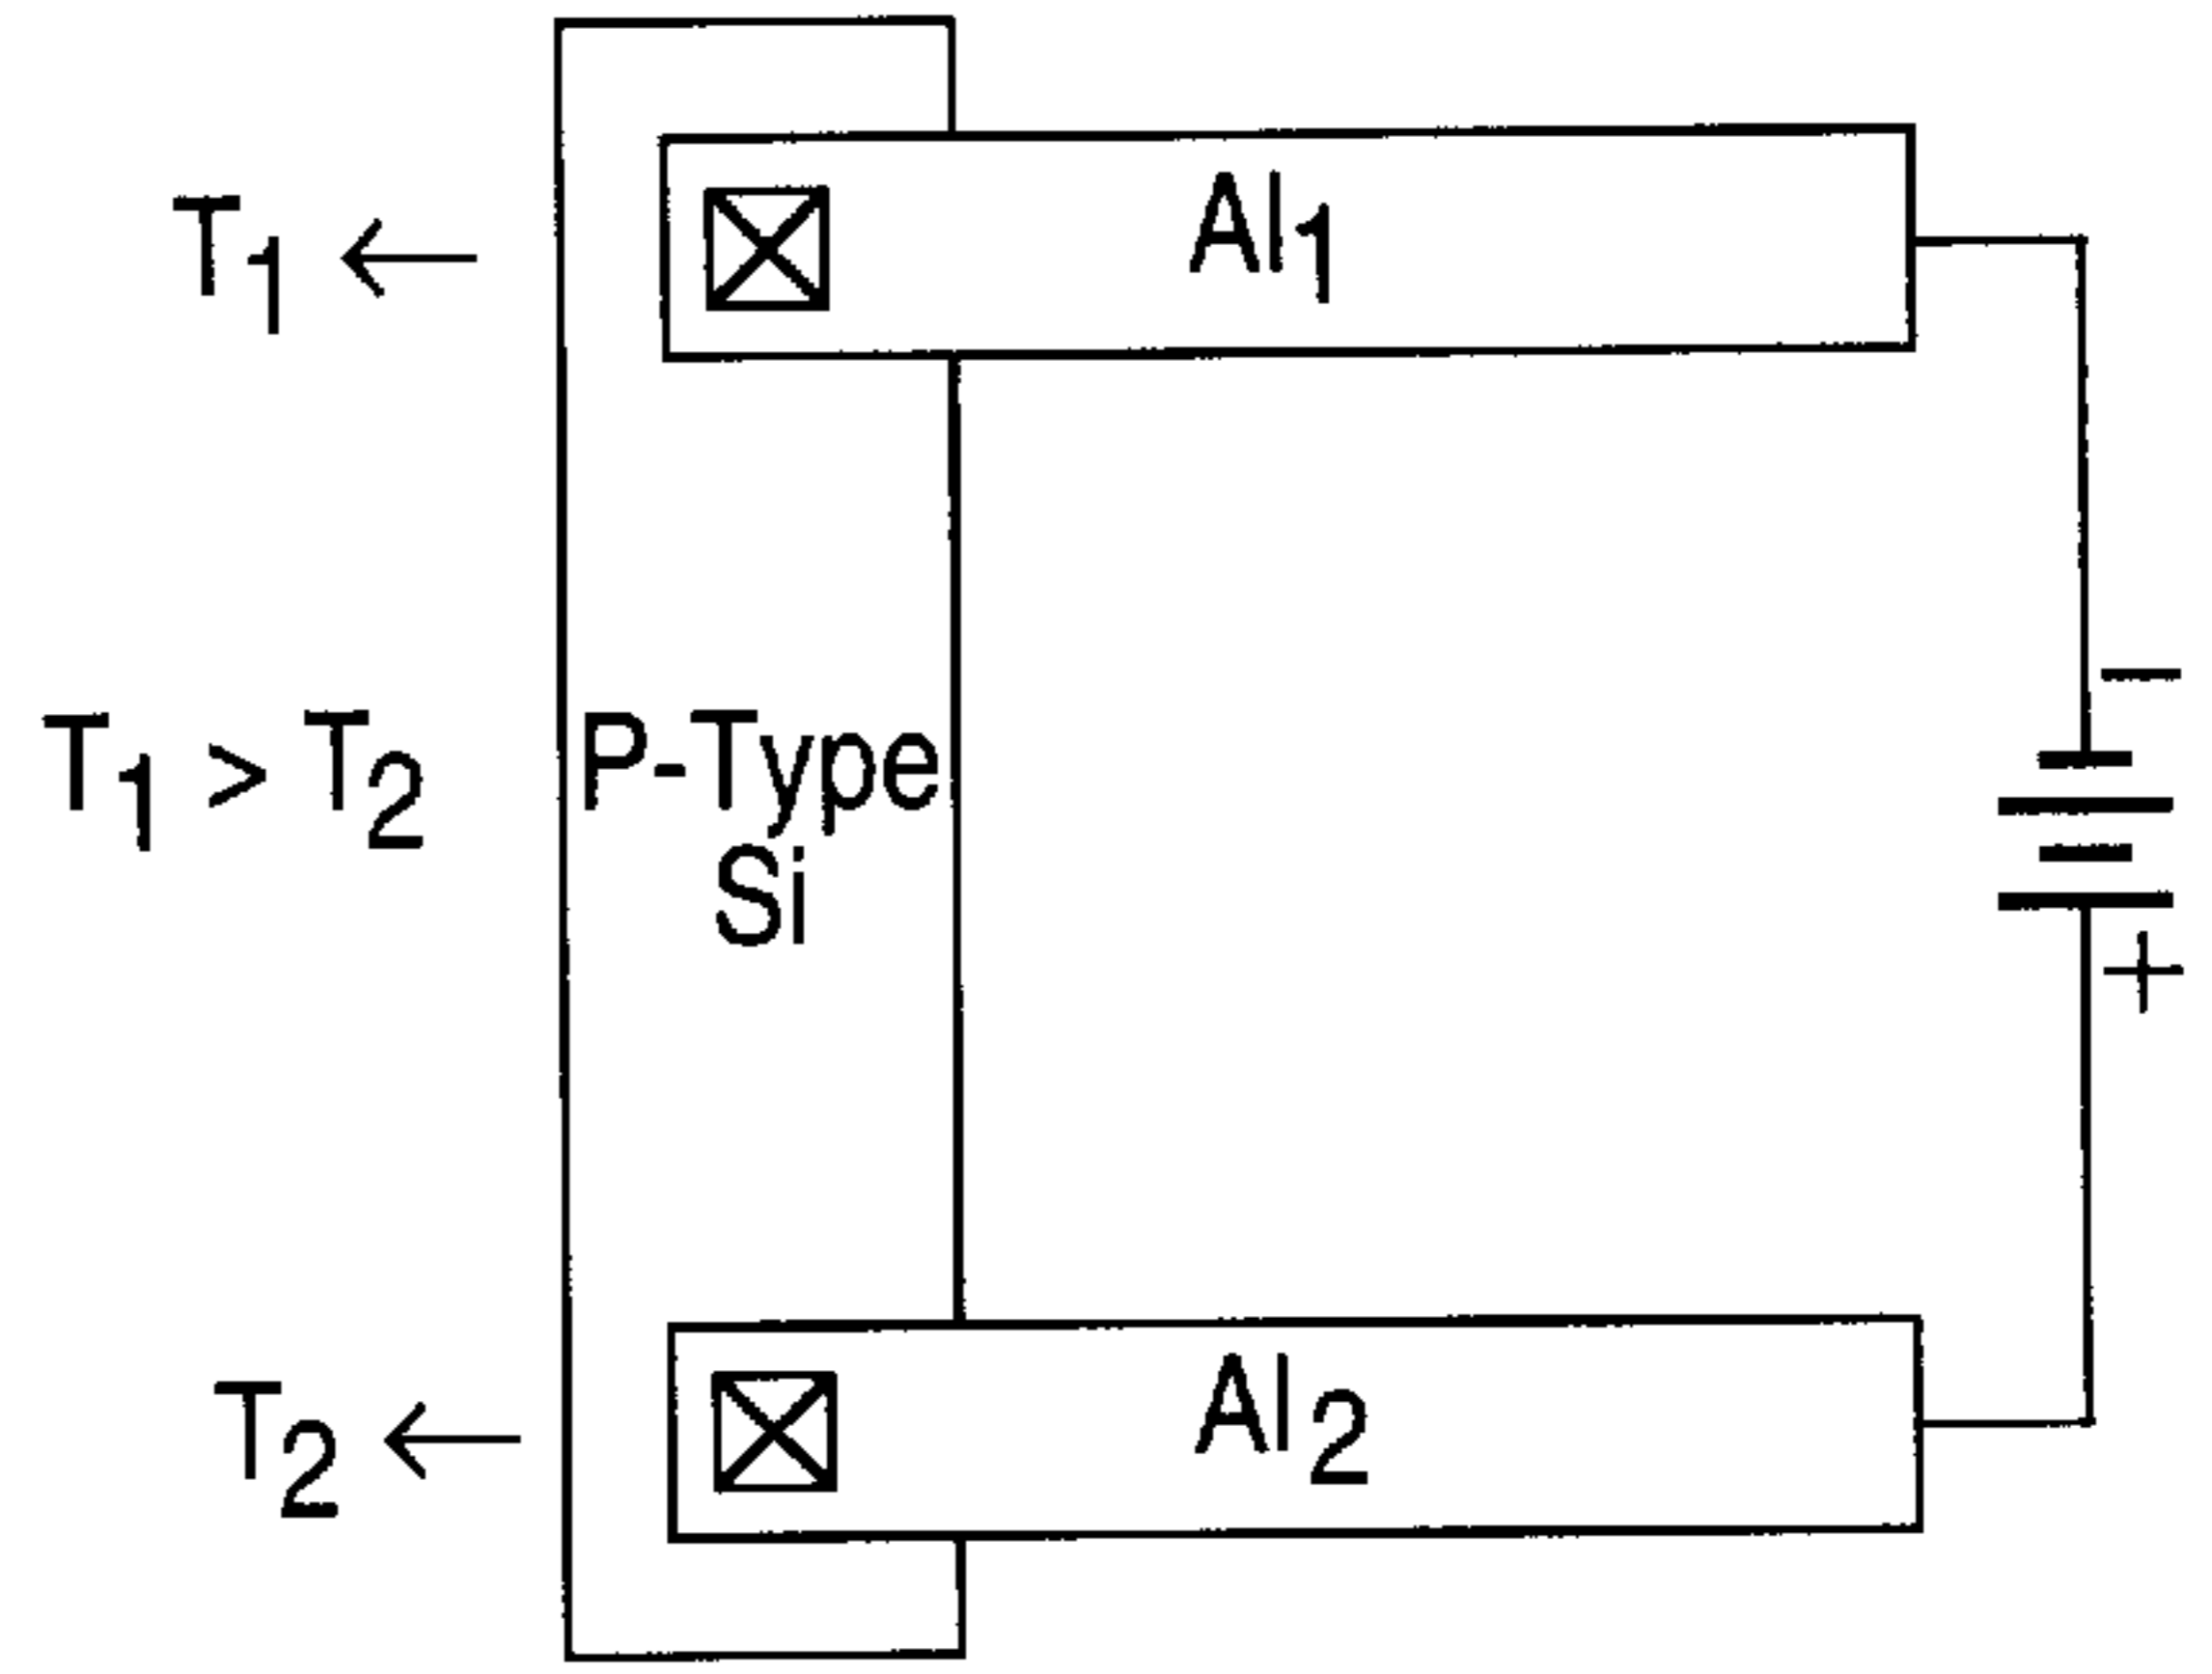 T1 ←
Al1
−
T1 > T2
P-Type
Si
+
T2 ←
Al2